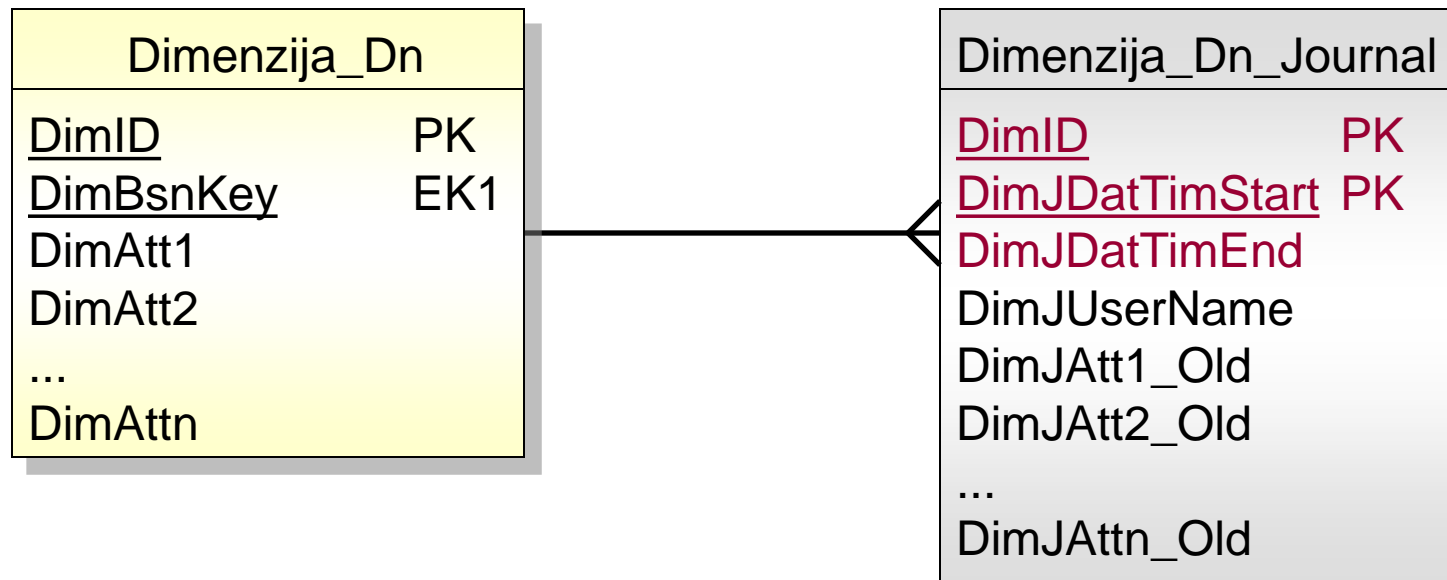 Dimenzija_Dn
DimID PK
DimBsnKey EK1
DimAtt1
DimAtt2
...
DimAttn
Dimenzija_Dn_Journal
DimID PK
DimJDatTimStart PK
DimJDatTimEnd
DimJUserName
DimJAtt1_Old
DimJAtt2_Old
...
DimJAttn_Old